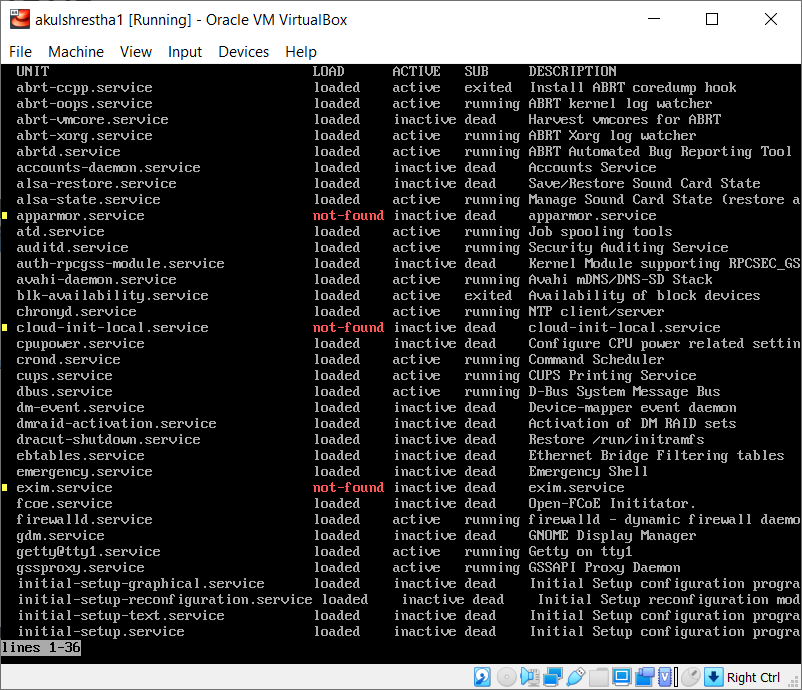 akulshrestha1 [Running] - Oracle VM VirtualBox
File Machine View Input Devices Help
UNIT LOAD ACTIVE SUB DESCRIPTION
abrt-ccpp.service loaded active exited Install ABRT coredump hook
abrt-oops.service loaded active running ABRT kernel log watcher
abrt-vmcore.service loaded inactive dead Harvest vmcores for ABRT
abrt-xorg.service loaded active running ABRT Xorg log watcher
abrtd.service loaded active running ABRT Automated Bug Reporting Tool
accounts-daemon.service loaded inactive dead Accounts Service
alsa-restore.service loaded inactive dead Save/Restore Sound Card State
alsa-state.service loaded active running Manage Sound Card State (restore a
apparmor.service not-found inactive dead apparmor.service
atd.service loaded active running Job spooling tools
auditd.service loaded active running Security Auditing Service
auth-rpcgss-module.service loaded inactive dead Kernel Module supporting RPCSEC_GS
avahi-daemon.service loaded active running Avahi mDNS/DNS-SD Stack
blk-availability.service loaded active exited Availability of block devices
chronyd.service loaded active running NTP client/server
cloud-init-local.service not-found inactive dead cloud-init-local.service
cpupower.service loaded inactive dead Configure CPU power related settin
crond.service loaded active running Command Scheduler
cups.service loaded active running CUPS Printing Service
dbus.service loaded active running D-Bus System Message Bus
dm-event.service loaded inactive dead Device-mapper event daemon
dmraid-activation.service loaded inactive dead Activation of DM RAID sets
dracut-shutdown.service loaded inactive dead Restore /run/initramfs
ebtables.service loaded inactive dead Ethernet Bridge Filtering tables
emergency.service loaded inactive dead Emergency Shell
exim.service not-found inactive dead exim.service
fcoe.service loaded inactive dead Open-FCoE Inititator.
firewalld.service loaded active running firewalld - dynamic firewall daemo
gdm.service loaded inactive dead GNOME Display Manager
getty@tty1.service loaded active running Getty on tty1
gssproxy.service loaded active running GSSAPI Proxy Daemon
initial-setup-graphical.service loaded inactive dead Initial Setup configuration progra
initial-setup-reconfiguration.service loaded inactive dead Initial Setup reconfiguration mod
initial-setup-text.service loaded inactive dead Initial Setup configuration progra
initial-setup.service loaded inactive dead Initial Setup configuration progra
lines 1-36
Right Ctrl